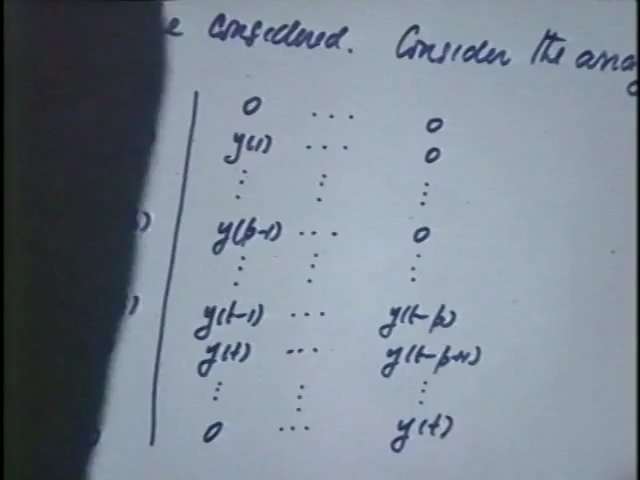 considered. Consider the
0 ... 0
y(1) ... 0
⋮ ⋮ ⋮
y(p-1) ... 0
⋮ ⋮ ⋮
y(t-1) ... y(t-p)
y(t) ... y(t-p+1)
⋮ ⋮ ⋮
0 ... y(t)